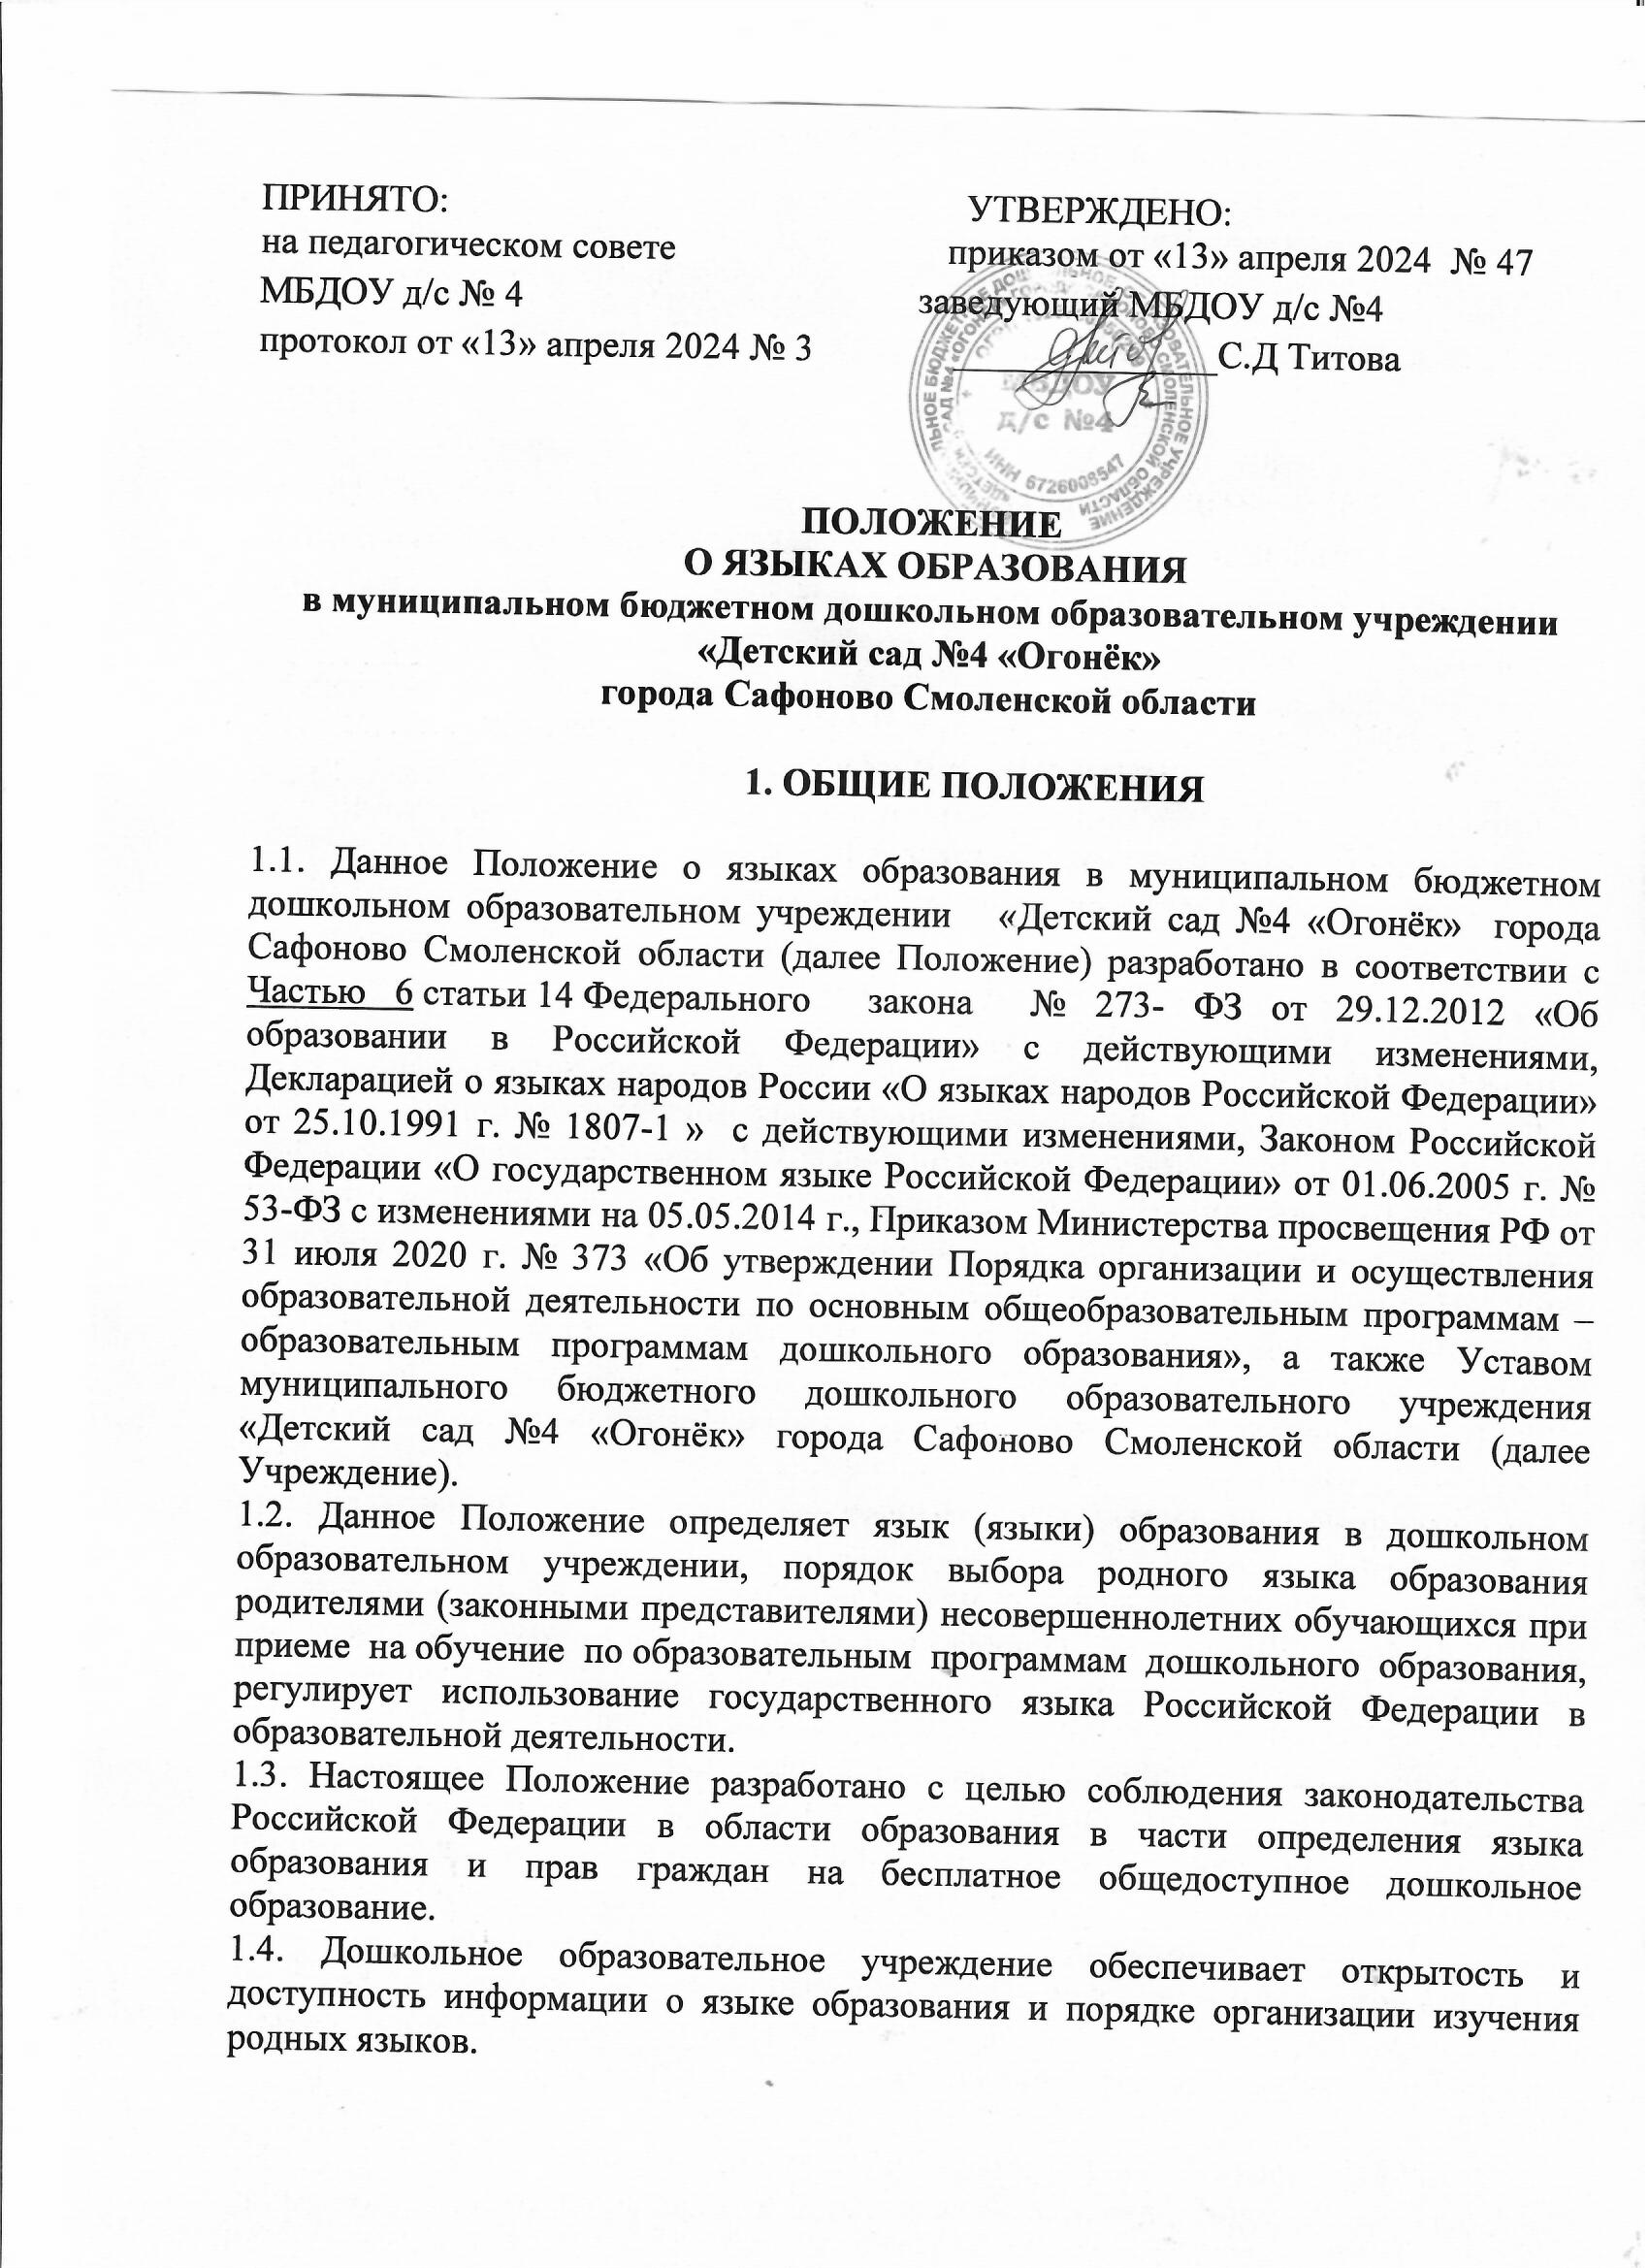 ПРИНЯТО:
на педагогическом совете
МБДОУ д/с № 4
протокол от «13» апреля 2024 № 3
УТВЕРЖДЕНО:
приказом от «13» апреля 2024 № 47
заведующий МБДОУ д/с №4
С.Д Титова
МБДОУ
д/с №4
ИНН 6726008547
ПОЛОЖЕНИЕ
О ЯЗЫКАХ ОБРАЗОВАНИЯ
в муниципальном бюджетном дошкольном образовательном учреждении
«Детский сад №4 «Огонёк»
города Сафоново Смоленской области
1. ОБЩИЕ ПОЛОЖЕНИЯ
1.1. Данное Положение о языках образования в муниципальном бюджетном
дошкольном образовательном учреждении «Детский сад №4 «Огонёк» города
Сафоново Смоленской области (далее Положение) разработано в соответствии с
Частью 6 статьи 14 Федерального закона № 273- ФЗ от 29.12.2012 «Об
образовании в Российской Федерации» с действующими изменениями,
Декларацией о языках народов России «О языках народов Российской Федерации»
от 25.10.1991 г. № 1807-1 » с действующими изменениями, Законом Российской
Федерации «О государственном языке Российской Федерации» от 01.06.2005 г. №
53-ФЗ с изменениями на 05.05.2014 г., Приказом Министерства просвещения РФ от
31 июля 2020 г. № 373 «Об утверждении Порядка организации и осуществления
образовательной деятельности по основным общеобразовательным программам –
образовательным программам дошкольного образования», а также Уставом
муниципального бюджетного дошкольного образовательного учреждения
«Детский сад №4 «Огонёк» города Сафоново Смоленской области (далее
Учреждение).
1.2. Данное Положение определяет язык (языки) образования в дошкольном
образовательном учреждении, порядок выбора родного языка образования
родителями (законными представителями) несовершеннолетних обучающихся при
приеме на обучение по образовательным программам дошкольного образования,
регулирует использование государственного языка Российской Федерации в
образовательной деятельности.
1.3. Настоящее Положение разработано с целью соблюдения законодательства
Российской Федерации в области образования в части определения языка
образования и прав граждан на бесплатное общедоступное дошкольное
образование.
1.4. Дошкольное образовательное учреждение обеспечивает открытость и
доступность информации о языке образования и порядке организации изучения
родных языков.